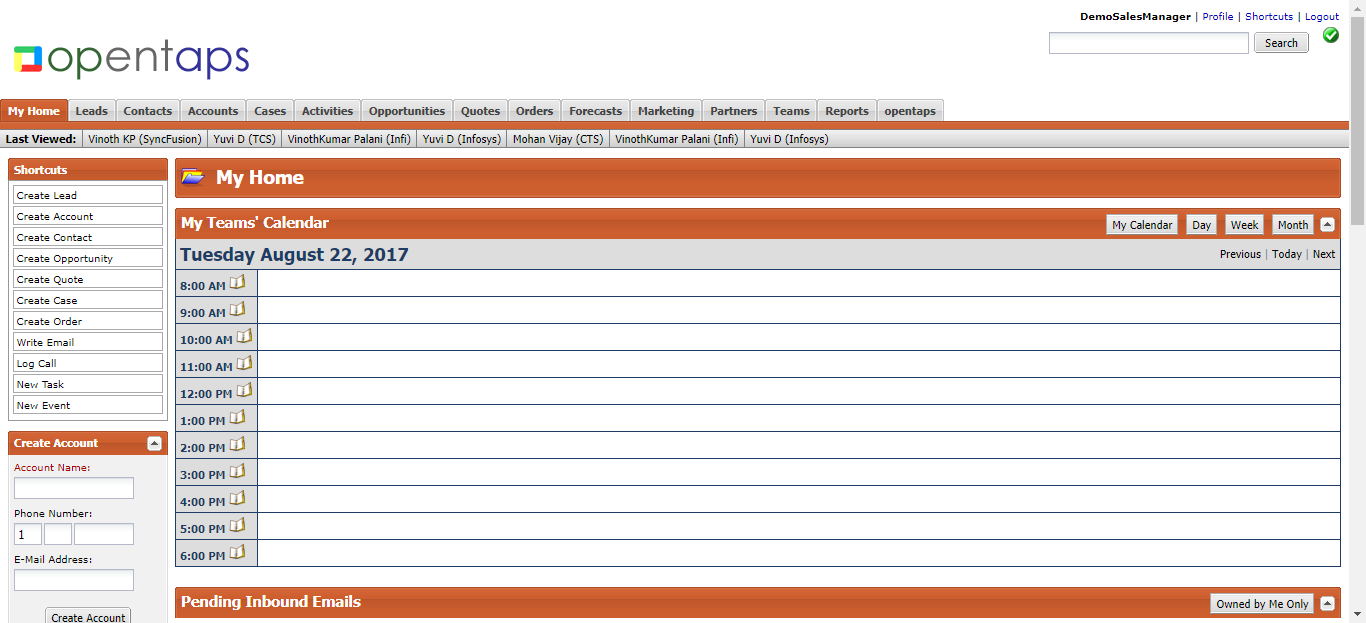 DemoSalesManager | Profile | Shortcuts | Logout
Search
opentaps
My Home Leads Contacts Accounts Cases Activities Opportunities Quotes Orders Forecasts Marketing Partners Teams Reports opentaps
Last Viewed: Vinoth KP (SyncFusion) Yuvi D (TCS) VinothKumar Palani (Infi) Yuvi D (Infosys) Mohan Vijay (CTS) VinothKumar Palani (Infi) Yuvi D (Infosys)
Shortcuts
Create Lead
Create Account
Create Contact
Create Opportunity
Create Quote
Create Case
Create Order
Write Email
Log Call
New Task
New Event
Create Account
Account Name:
Phone Number:
1
E-Mail Address:
Create Account
My Home
My Teams' Calendar
My Calendar Day Week Month
Tuesday August 22, 2017
Previous | Today | Next
8:00 AM
9:00 AM
10:00 AM
11:00 AM
12:00 PM
1:00 PM
2:00 PM
3:00 PM
4:00 PM
5:00 PM
6:00 PM
Pending Inbound Emails
Owned by Me Only